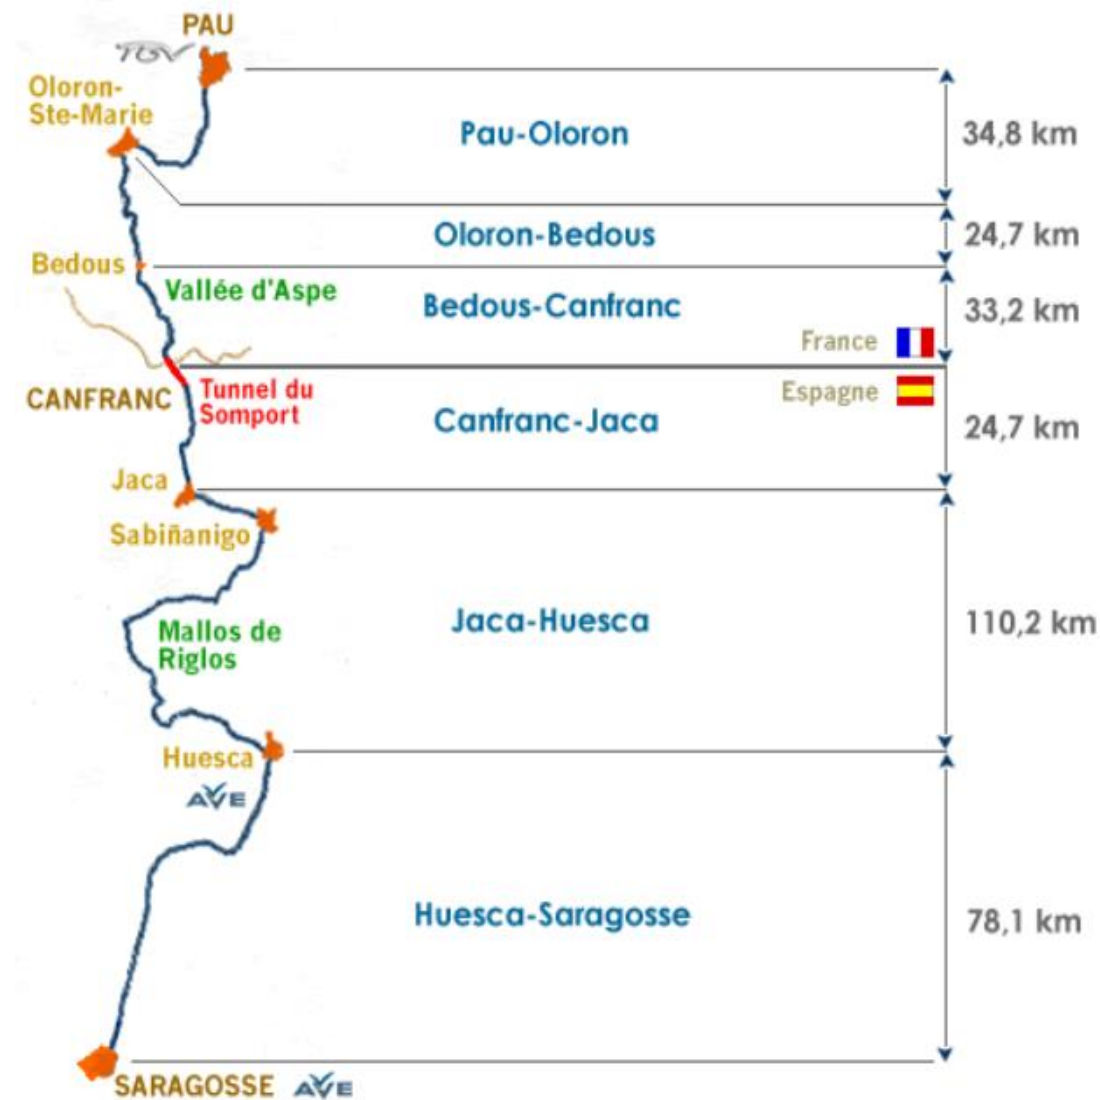 PAU
TGV
Oloron-
Ste-Marie
Pau-Oloron
34,8 km
Oloron-Bedous
24,7 km
Bedous
Vallée d'Aspe
Bedous-Canfranc
33,2 km
France
CANFRANC
Tunnel du
Somport
Espagne
Canfranc-Jaca
24,7 km
Jaca
Sabiñanigo
Mallos de
Riglos
Jaca-Huesca
110,2 km
Huesca
AVE
Huesca-Saragosse
78,1 km
SARAGOSSE AVE